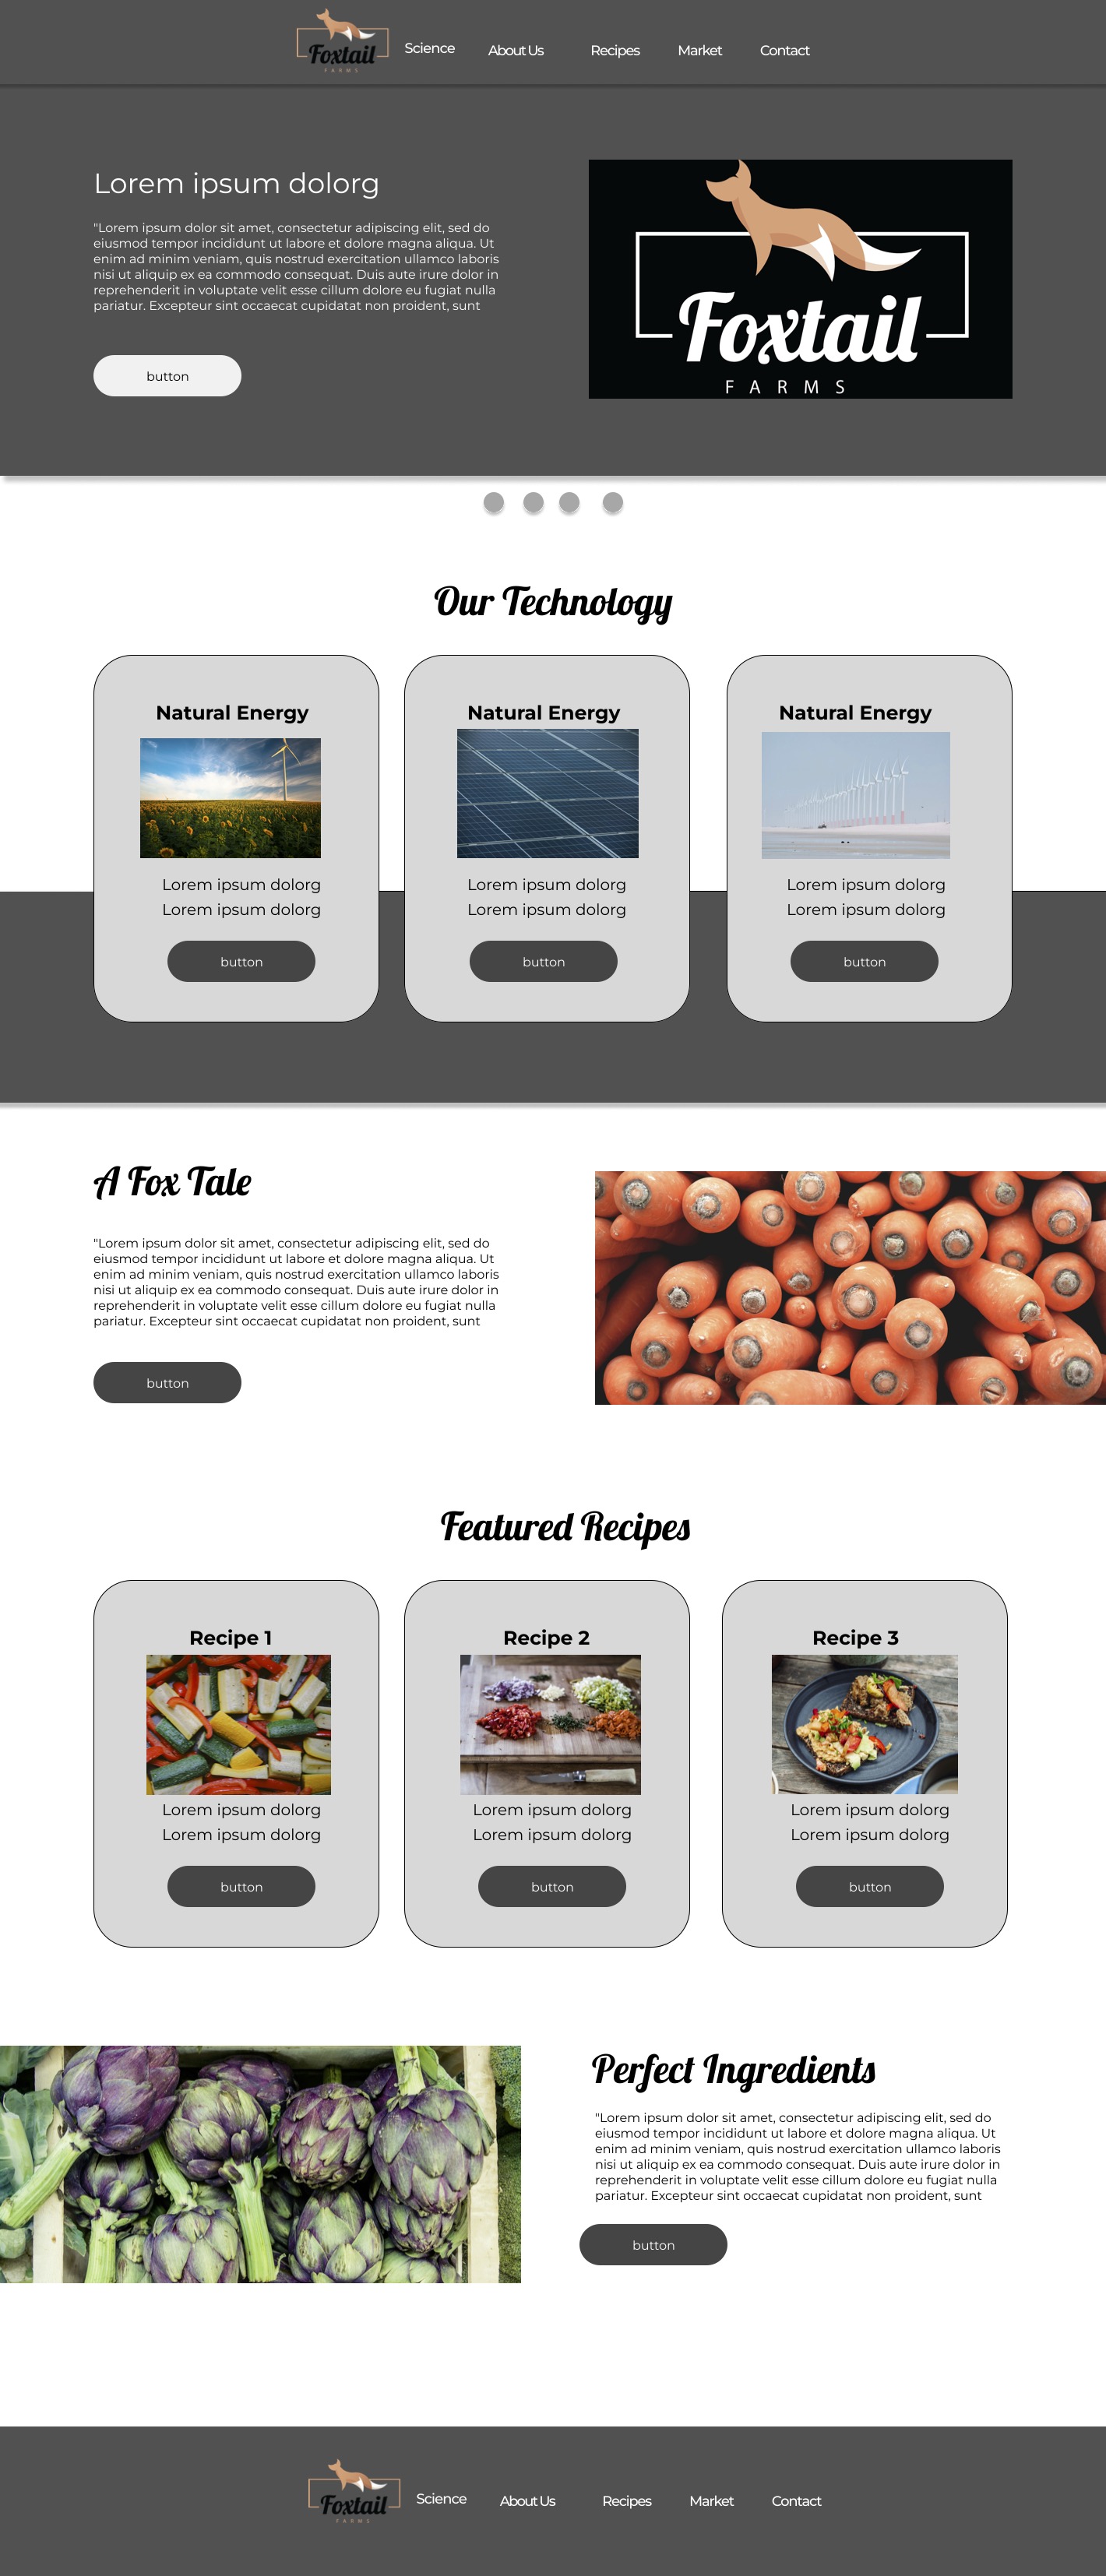 Foxtail
FARMS
Science
About Us
Recipes
Market
Contact
Lorem ipsum dolorg
"Lorem ipsum dolor sit amet, consectetur adipiscing elit, sed do
eiusmod tempor incididunt ut labore et dolore magna aliqua. Ut
enim ad minim veniam, quis nostrud exercitation ullamco laboris
nisi ut aliquip ex ea commodo consequat. Duis aute irure dolor in
reprehenderit in voluptate velit esse cillum dolore eu fugiat nulla
pariatur. Excepteur sint occaecat cupidatat non proident, sunt
button
Foxtail
FARMS
Our Technology
Natural Energy
Lorem ipsum dolorg
Lorem ipsum dolorg
button
Natural Energy
Lorem ipsum dolorg
Lorem ipsum dolorg
button
Natural Energy
Lorem ipsum dolorg
Lorem ipsum dolorg
button
A Fox Tale
"Lorem ipsum dolor sit amet, consectetur adipiscing elit, sed do
eiusmod tempor incididunt ut labore et dolore magna aliqua. Ut
enim ad minim veniam, quis nostrud exercitation ullamco laboris
nisi ut aliquip ex ea commodo consequat. Duis aute irure dolor in
reprehenderit in voluptate velit esse cillum dolore eu fugiat nulla
pariatur. Excepteur sint occaecat cupidatat non proident, sunt
button
Featured Recipes
Recipe 1
Lorem ipsum dolorg
Lorem ipsum dolorg
button
Recipe 2
Lorem ipsum dolorg
Lorem ipsum dolorg
button
Recipe 3
Lorem ipsum dolorg
Lorem ipsum dolorg
button
Perfect Ingredients
"Lorem ipsum dolor sit amet, consectetur adipiscing elit, sed do
eiusmod tempor incididunt ut labore et dolore magna aliqua. Ut
enim ad minim veniam, quis nostrud exercitation ullamco laboris
nisi ut aliquip ex ea commodo consequat. Duis aute irure dolor in
reprehenderit in voluptate velit esse cillum dolore eu fugiat nulla
pariatur. Excepteur sint occaecat cupidatat non proident, sunt
button
Foxtail
FARMS
Science
About Us
Recipes
Market
Contact